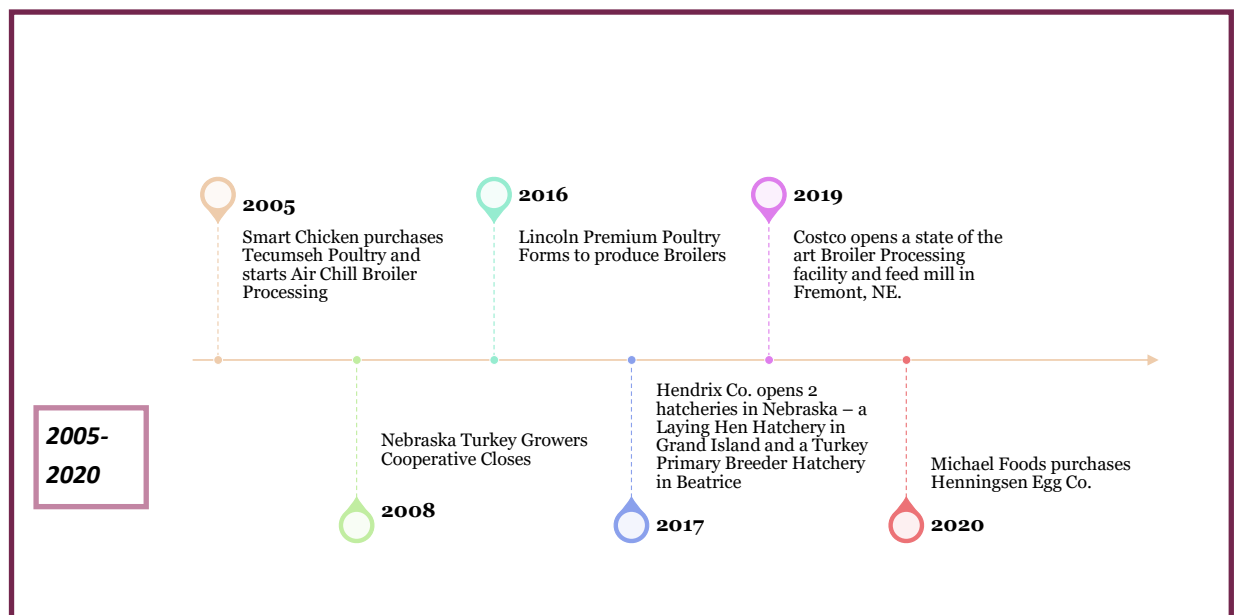 2005
Smart Chicken purchases
Tecumseh Poultry and
starts Air Chill Broiler
Processing
2016
Lincoln Premium Poultry
Forms to produce Broilers
2019
Costco opens a state of the
art Broiler Processing
facility and feed mill in
Fremont, NE.
2005-
2020
Nebraska Turkey Growers
Cooperative Closes
2008
Hendrix Co. opens 2
hatcheries in Nebraska – a
Laying Hen Hatchery in
Grand Island and a Turkey
Primary Breeder Hatchery
in Beatrice
2017
Michael Foods purchases
Henningsen Egg Co.
2020